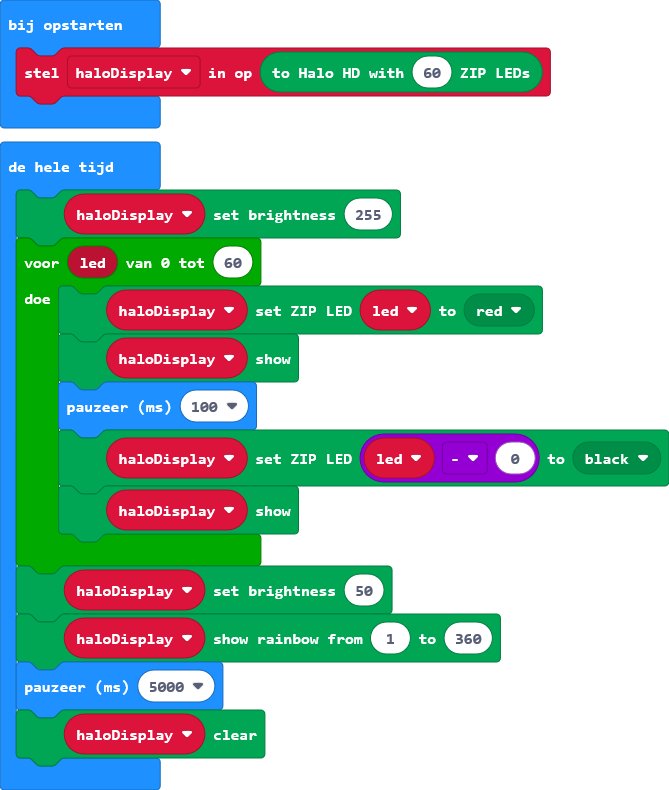 bij opstarten
stel haloDisplay in op to Halo HD with 60 ZIP LEDs
de hele tijd
haloDisplay set brightness 255
voor led van 0 tot 60
doe
haloDisplay set ZIP LED led to red
haloDisplay show
pauzeer (ms) 100
haloDisplay set ZIP LED led - 0 to black
haloDisplay show
haloDisplay set brightness 50
haloDisplay show rainbow from 1 to 360
pauzeer (ms) 5000
haloDisplay clear